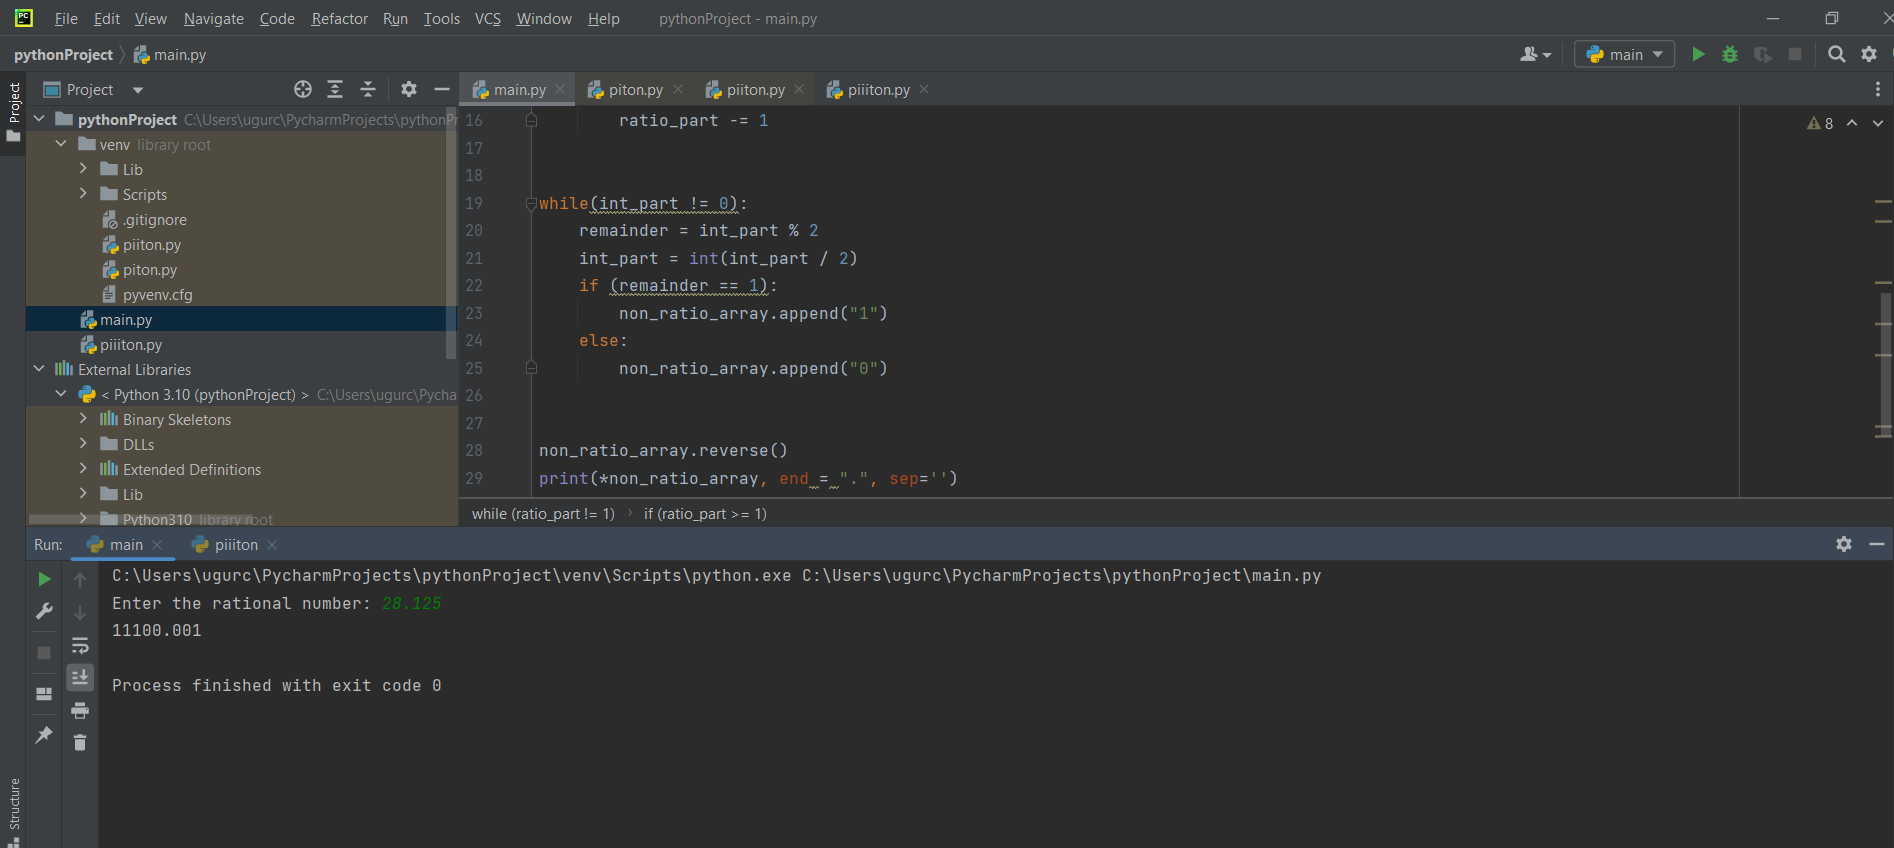 PC
File Edit View Navigate Code Refactor Run Tools VCS Window Help pythonProject - main.py
pythonProject main.py
main
Project
Project
main.py piton.py piiton.py piiiton.py
pythonProject C:\Users\ugurc\PycharmProjects\pythonPr
venv library root
Lib
Scripts
.gitignore
piiton.py
piton.py
pyvenv.cfg
main.py
piiiton.py
External Libraries
< Python 3.10 (pythonProject) > C:\Users\ugurc\Pycha
Binary Skeletons
DLLs
Extended Definitions
Lib
Python310 library root
8
16 ratio_part -= 1
17
18
19 while(int_part != 0):
20 remainder = int_part % 2
21 int_part = int(int_part / 2)
22 if (remainder == 1):
23 non_ratio_array.append("1")
24 else:
25 non_ratio_array.append("0")
26
27
28 non_ratio_array.reverse()
29 print(*non_ratio_array, end = ".", sep='')
while (ratio_part != 1) if (ratio_part >= 1)
Run: main piiiton
C:\Users\ugurc\PycharmProjects\pythonProject\venv\Scripts\python.exe C:\Users\ugurc\PycharmProjects\pythonProject\main.py
Enter the rational number: 28.125
11100.001
Process finished with exit code 0
Structure